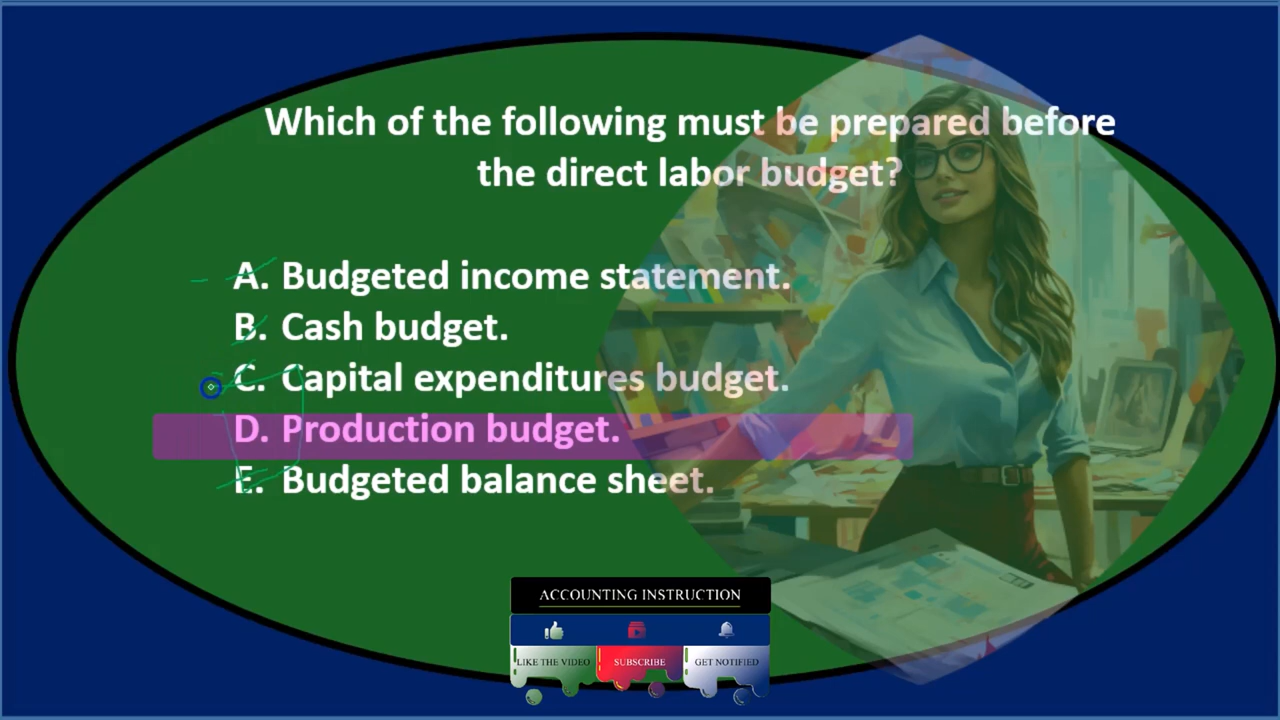 Which of the following must be prepared before
the direct labor budget?
A. Budgeted income statement.
B. Cash budget.
C. Capital expenditures budget.
D. Production budget.
E. Budgeted balance sheet.
ACCOUNTING INSTRUCTION
LIKE THE VIDEO SUBSCRIBE GET NOTIFIED